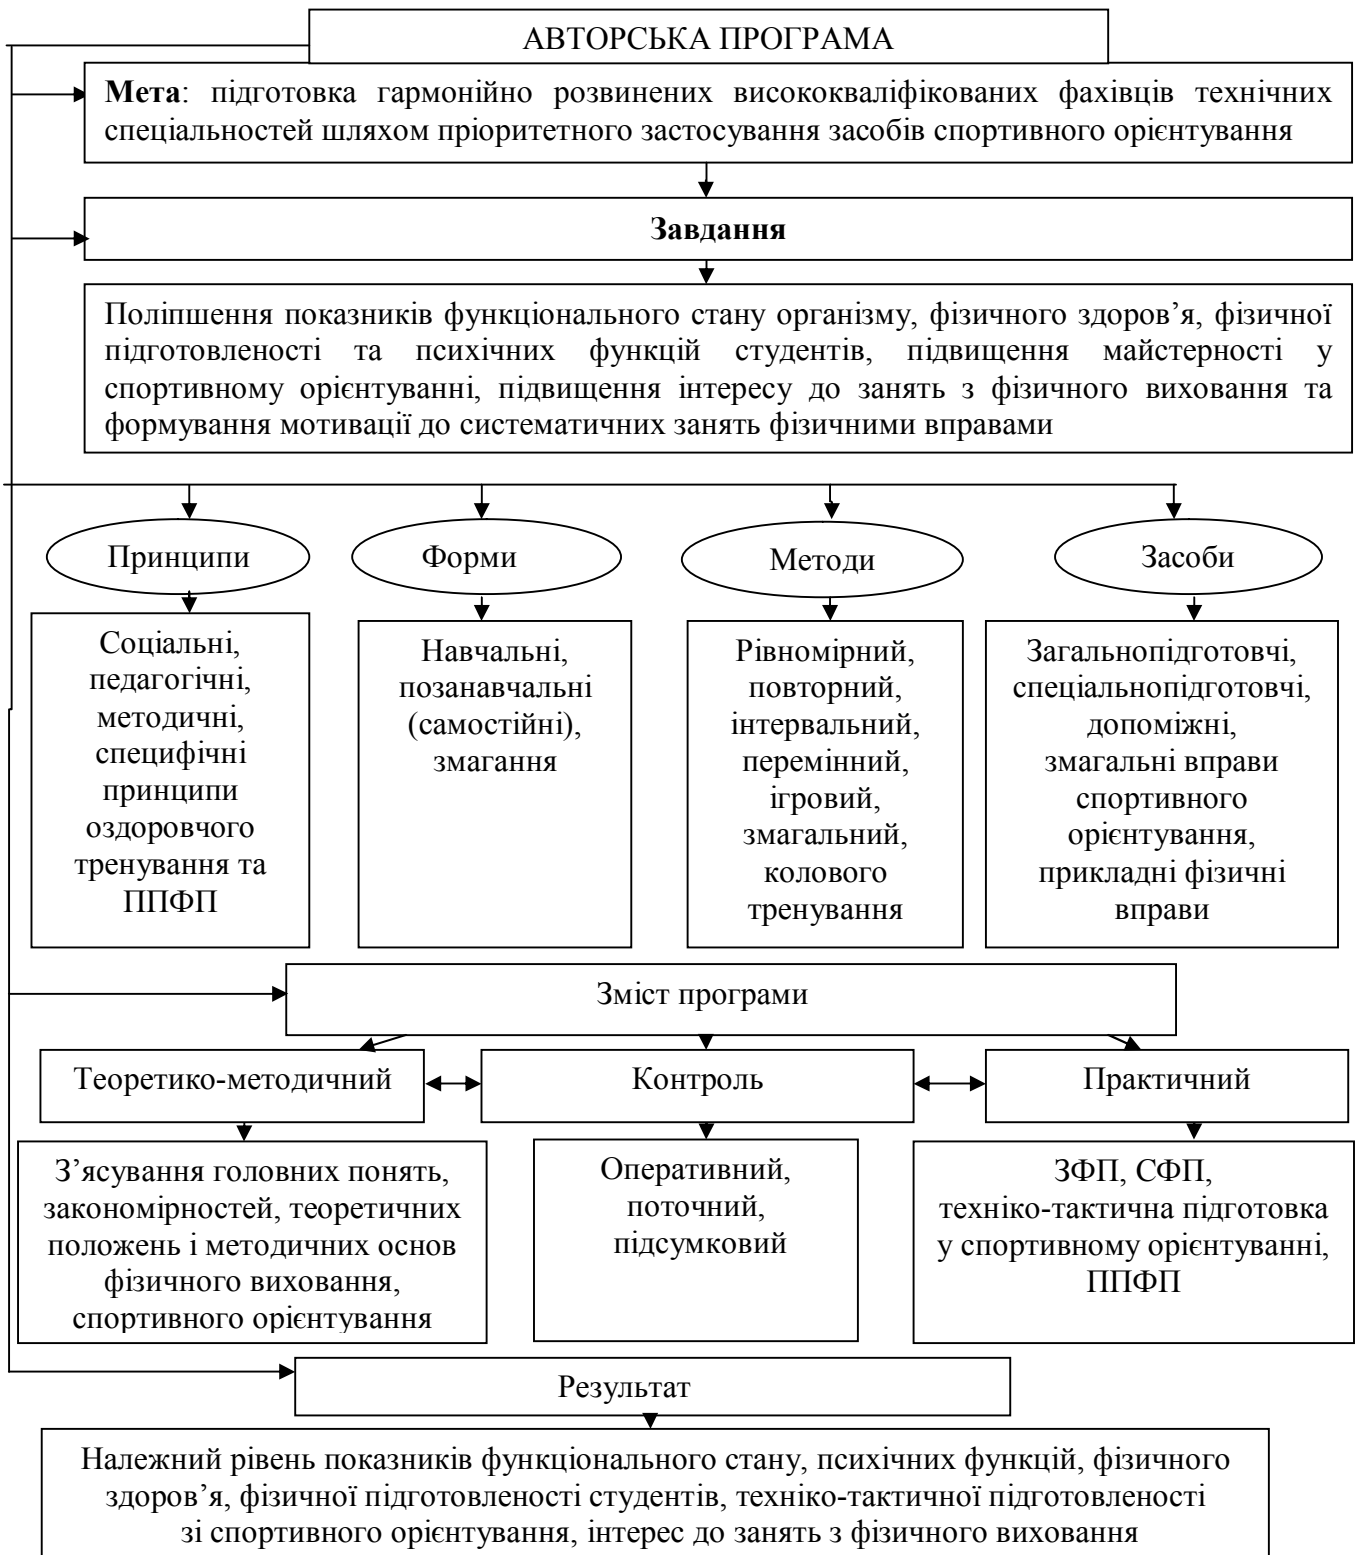 АВТОРСЬКА ПРОГРАМА
Мета: підготовка гармонійно розвинених висококваліфікованих фахівців технічних
спеціальностей шляхом пріоритетного застосування засобів спортивного орієнтування
Завдання
Поліпшення показників функціонального стану організму, фізичного здоров’я, фізичної
підготовленості та психічних функцій студентів, підвищення майстерності у
спортивному орієнтуванні, підвищення інтересу до занять з фізичного виховання та
формування мотивації до систематичних занять фізичними вправами
Принципи
Форми
Методи
Засоби
Соціальні,
педагогічні,
методичні,
специфічні
принципи
оздоровчого
тренування та
ППФП
Навчальні,
позанавчальні
(самостійні),
змагання
Рівномірний,
повторний,
інтервальний,
перемінний,
ігровий,
змагальний,
колового
тренування
Загальнопідготовчі,
спеціальнопідготовчі,
допоміжні,
змагальні вправи
спортивного
орієнтування,
прикладні фізичні
вправи
Зміст програми
Теоретико-методичний
Контроль
Практичний
З’ясування головних понять,
закономірностей, теоретичних
положень і методичних основ
фізичного виховання,
спортивного орієнтування
Оперативний,
поточний,
підсумковий
ЗФП, СФП,
техніко-тактична підготовка
у спортивному орієнтуванні,
ППФП
Результат
Належний рівень показників функціонального стану, психічних функцій, фізичного
здоров’я, фізичної підготовленості студентів, техніко-тактичної підготовленості
зі спортивного орієнтування, інтерес до занять з фізичного виховання